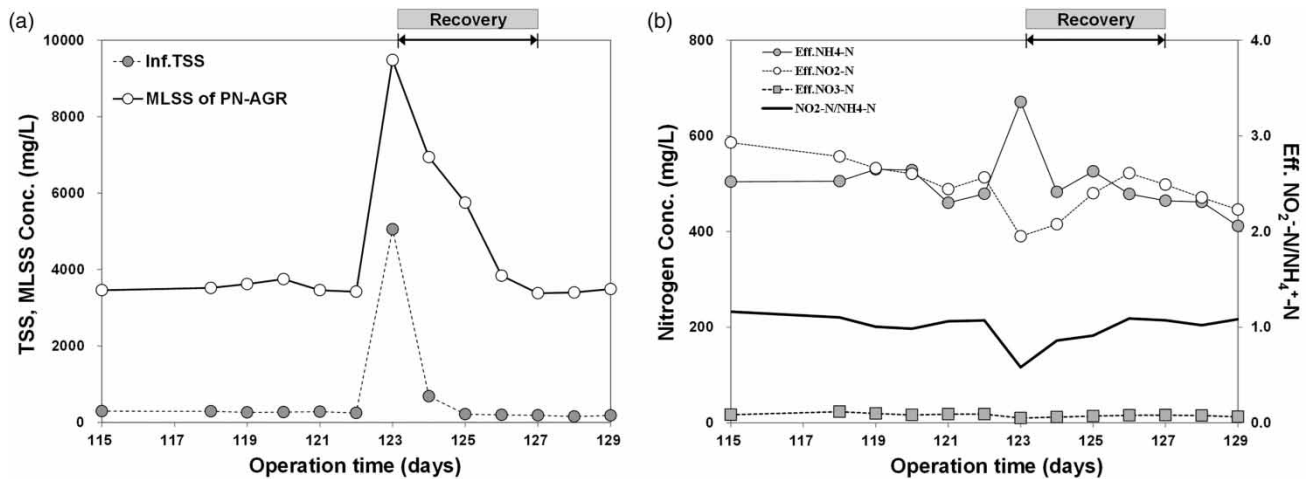 (a)
Recovery
10000
8000
6000
4000
2000
0
TSS, MLSS Conc. (mg/L)
Inf.TSS
MLSS of PN-AGR
115
117
119
121
123
125
127
129
Operation time (days)
(b)
Recovery
800
600
400
200
0
Nitrogen Conc. (mg/L)
Eff.NH4-N
Eff.NO2-N
Eff.NO3-N
NO2-N/NH4-N
4.0
3.0
2.0
1.0
0.0
Eff. NO₂⁻-N/NH₄⁺-N
115
117
119
121
123
125
127
129
Operation time (days)